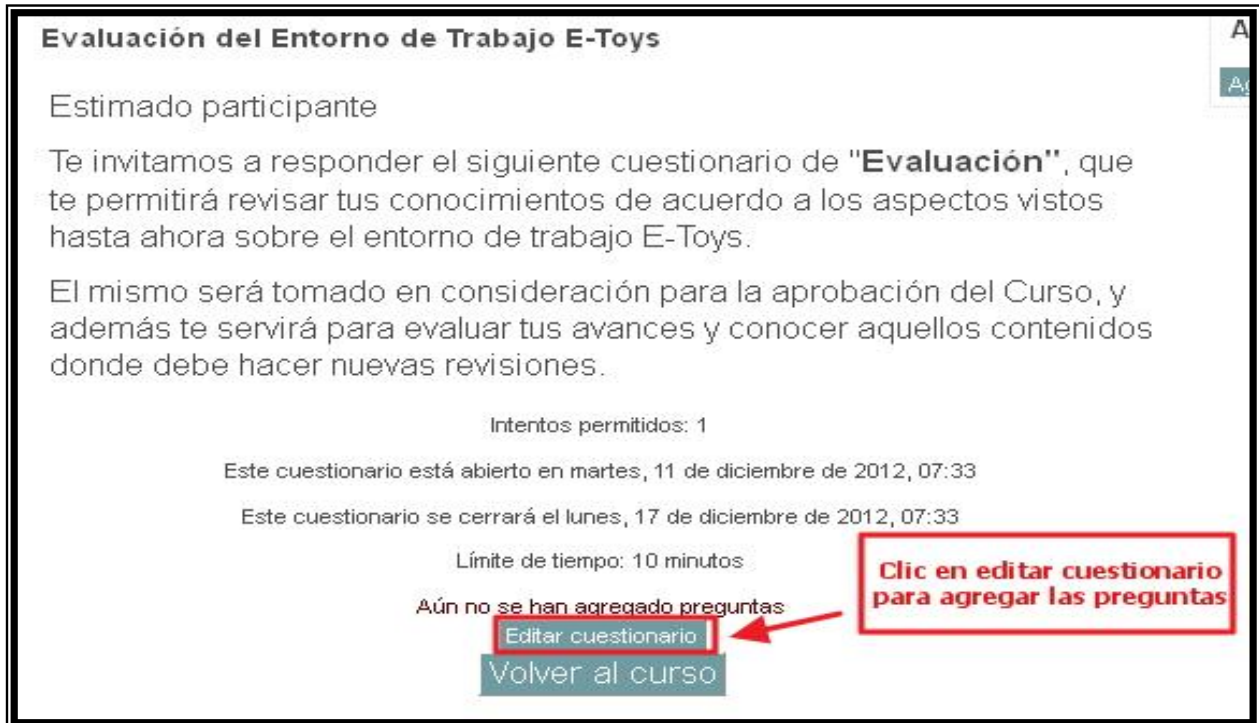 Evaluación del Entorno de Trabajo E-Toys
Estimado participante
Te invitamos a responder el siguiente cuestionario de "Evaluación", que
te permitirá revisar tus conocimientos de acuerdo a los aspectos vistos
hasta ahora sobre el entorno de trabajo E-Toys.
El mismo será tomado en consideración para la aprobación del Curso, y
además te servirá para evaluar tus avances y conocer aquellos contenidos
donde debe hacer nuevas revisiones.
Intentos permitidos: 1
Este cuestionario está abierto en martes, 11 de diciembre de 2012, 07:33
Este cuestionario se cerrará el lunes, 17 de diciembre de 2012, 07:33
Límite de tiempo: 10 minutos
Aún no se han agregado preguntas
Clic en editar cuestionario
para agregar las preguntas
Editar cuestionario
Volver al curso